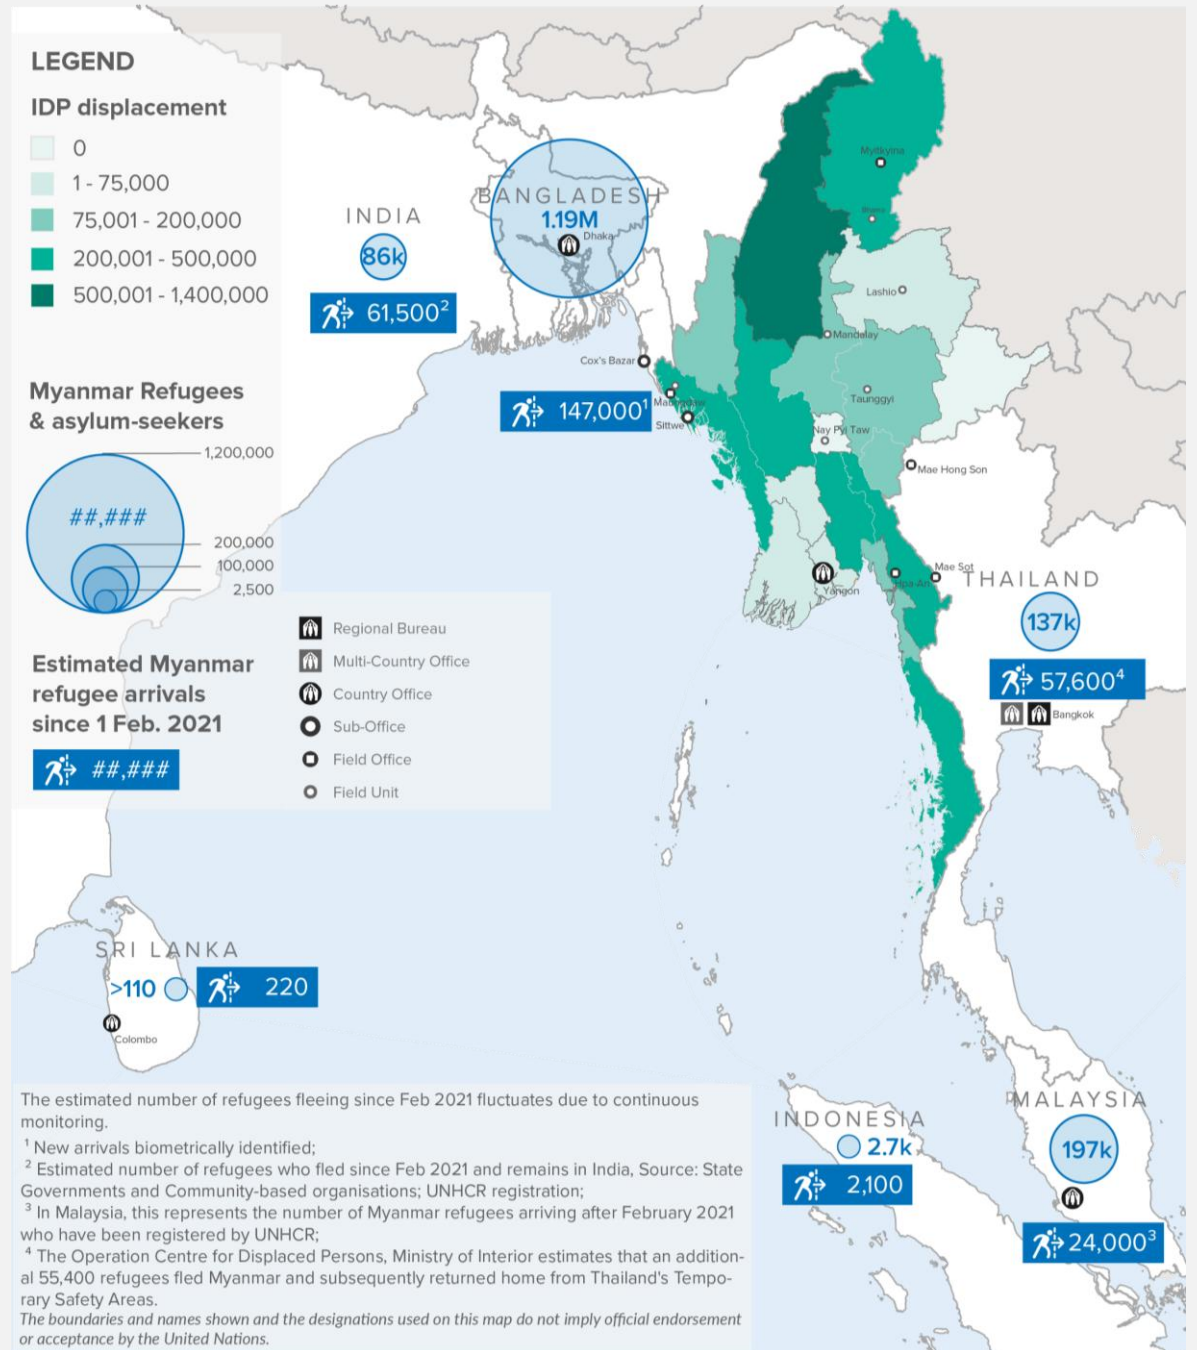 LEGEND
IDP displacement
0
1 - 75,000
75,001 - 200,000
200,001 - 500,000
500,001 - 1,400,000
Myanmar Refugees
& asylum-seekers
1,200,000
##,###
200,000
100,000
2,500
Estimated Myanmar
refugee arrivals
since 1 Feb. 2021
##,###
Regional Bureau
Multi-Country Office
Country Office
Sub-Office
Field Office
Field Unit
INDIA
86k
61,500²
BANGLADESH
1.19M
Dhaka
Cox's Bazar
147,000¹
Maungdaw
Sittwe
Myitkyina
Bhamo
Lashio
Mandalay
Taunggyi
Nay Pyi Taw
Mae Hong Son
Yangon
Hpa-An
Mae Sot
THAILAND
137k
57,600⁴
Bangkok
SRI LANKA
>110
220
Colombo
INDONESIA
2.7k
2,100
MALAYSIA
197k
24,000³
The estimated number of refugees fleeing since Feb 2021 fluctuates due to continuous
monitoring.
¹ New arrivals biometrically identified;
² Estimated number of refugees who fled since Feb 2021 and remains in India, Source: State
Governments and Community-based organisations; UNHCR registration;
³ In Malaysia, this represents the number of Myanmar refugees arriving after February 2021
who have been registered by UNHCR;
⁴ The Operation Centre for Displaced Persons, Ministry of Interior estimates that an addition-
al 55,400 refugees fled Myanmar and subsequently returned home from Thailand's Tempo-
rary Safety Areas.
The boundaries and names shown and the designations used on this map do not imply official endorsement
or acceptance by the United Nations.